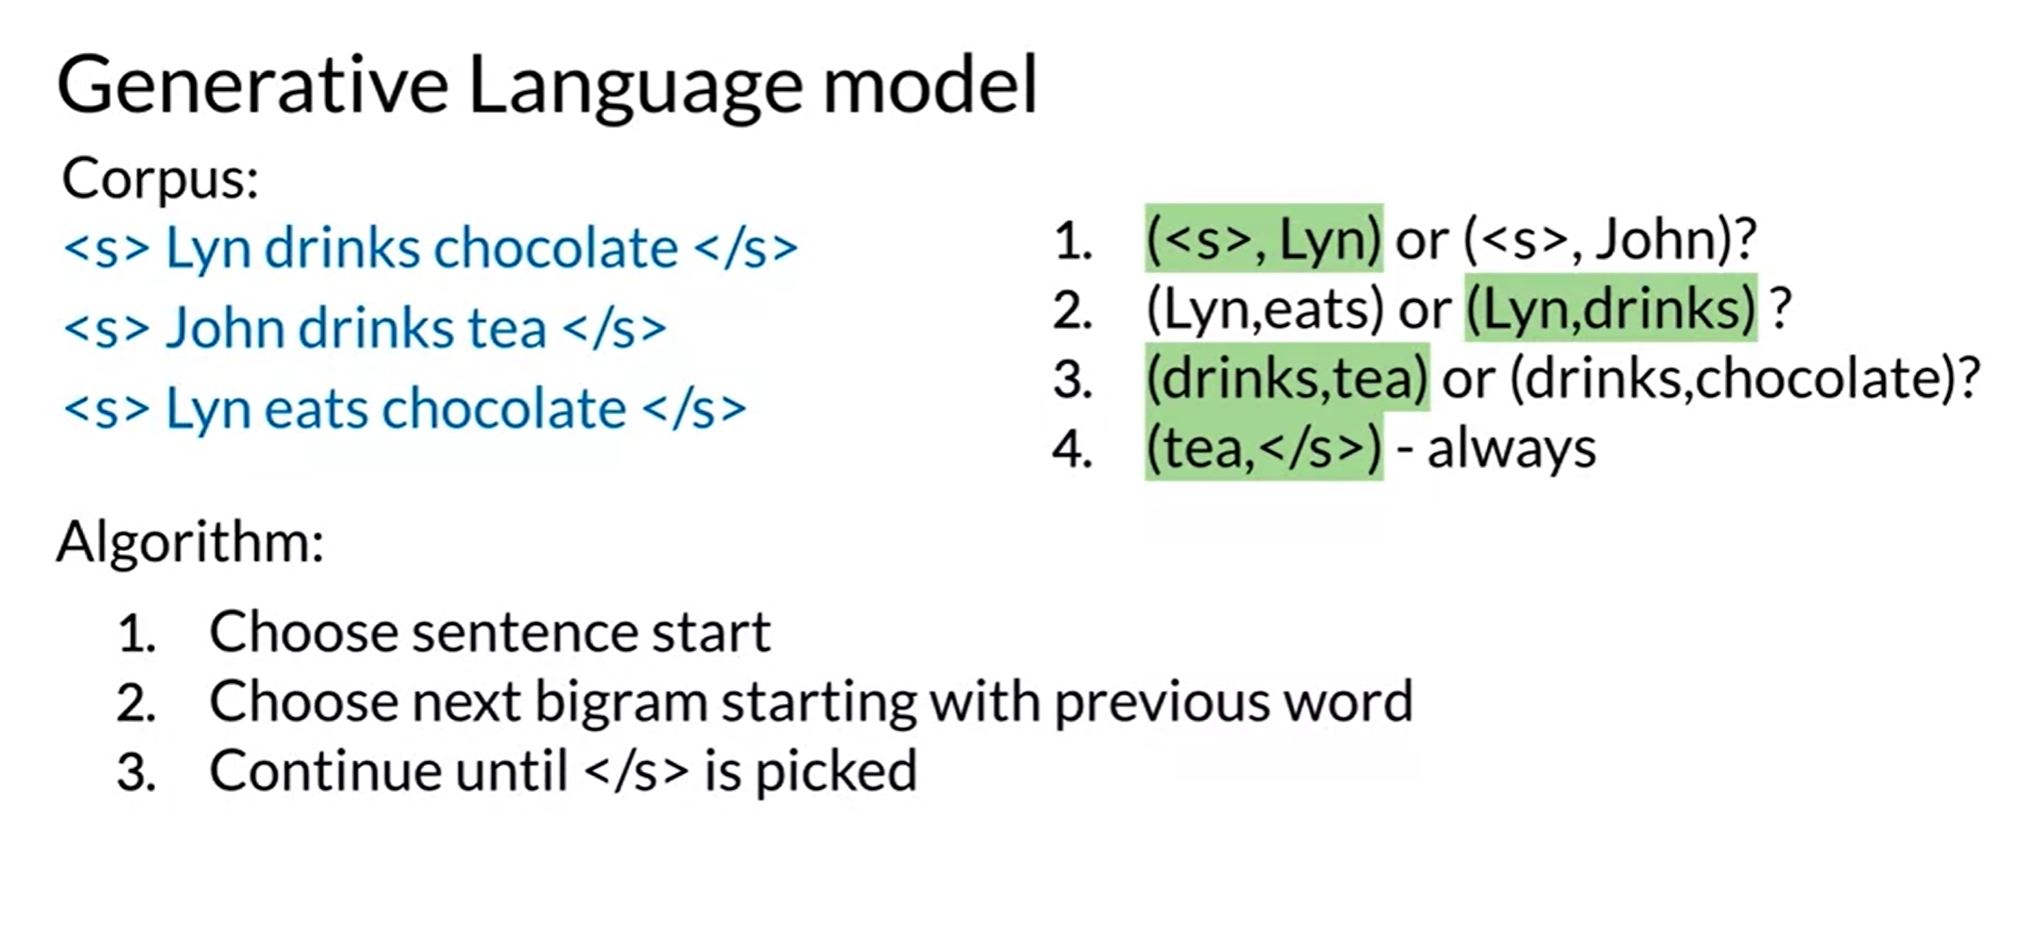 Generative Language model
Corpus:
<s> Lyn drinks chocolate </s>
<s> John drinks tea </s>
<s> Lyn eats chocolate </s>
1. (<s>, Lyn) or (<s>, John)?
2. (Lyn,eats) or (Lyn,drinks) ?
3. (drinks,tea) or (drinks,chocolate)?
4. (tea,</s>) - always
Algorithm:
1. Choose sentence start
2. Choose next bigram starting with previous word
3. Continue until </s> is picked